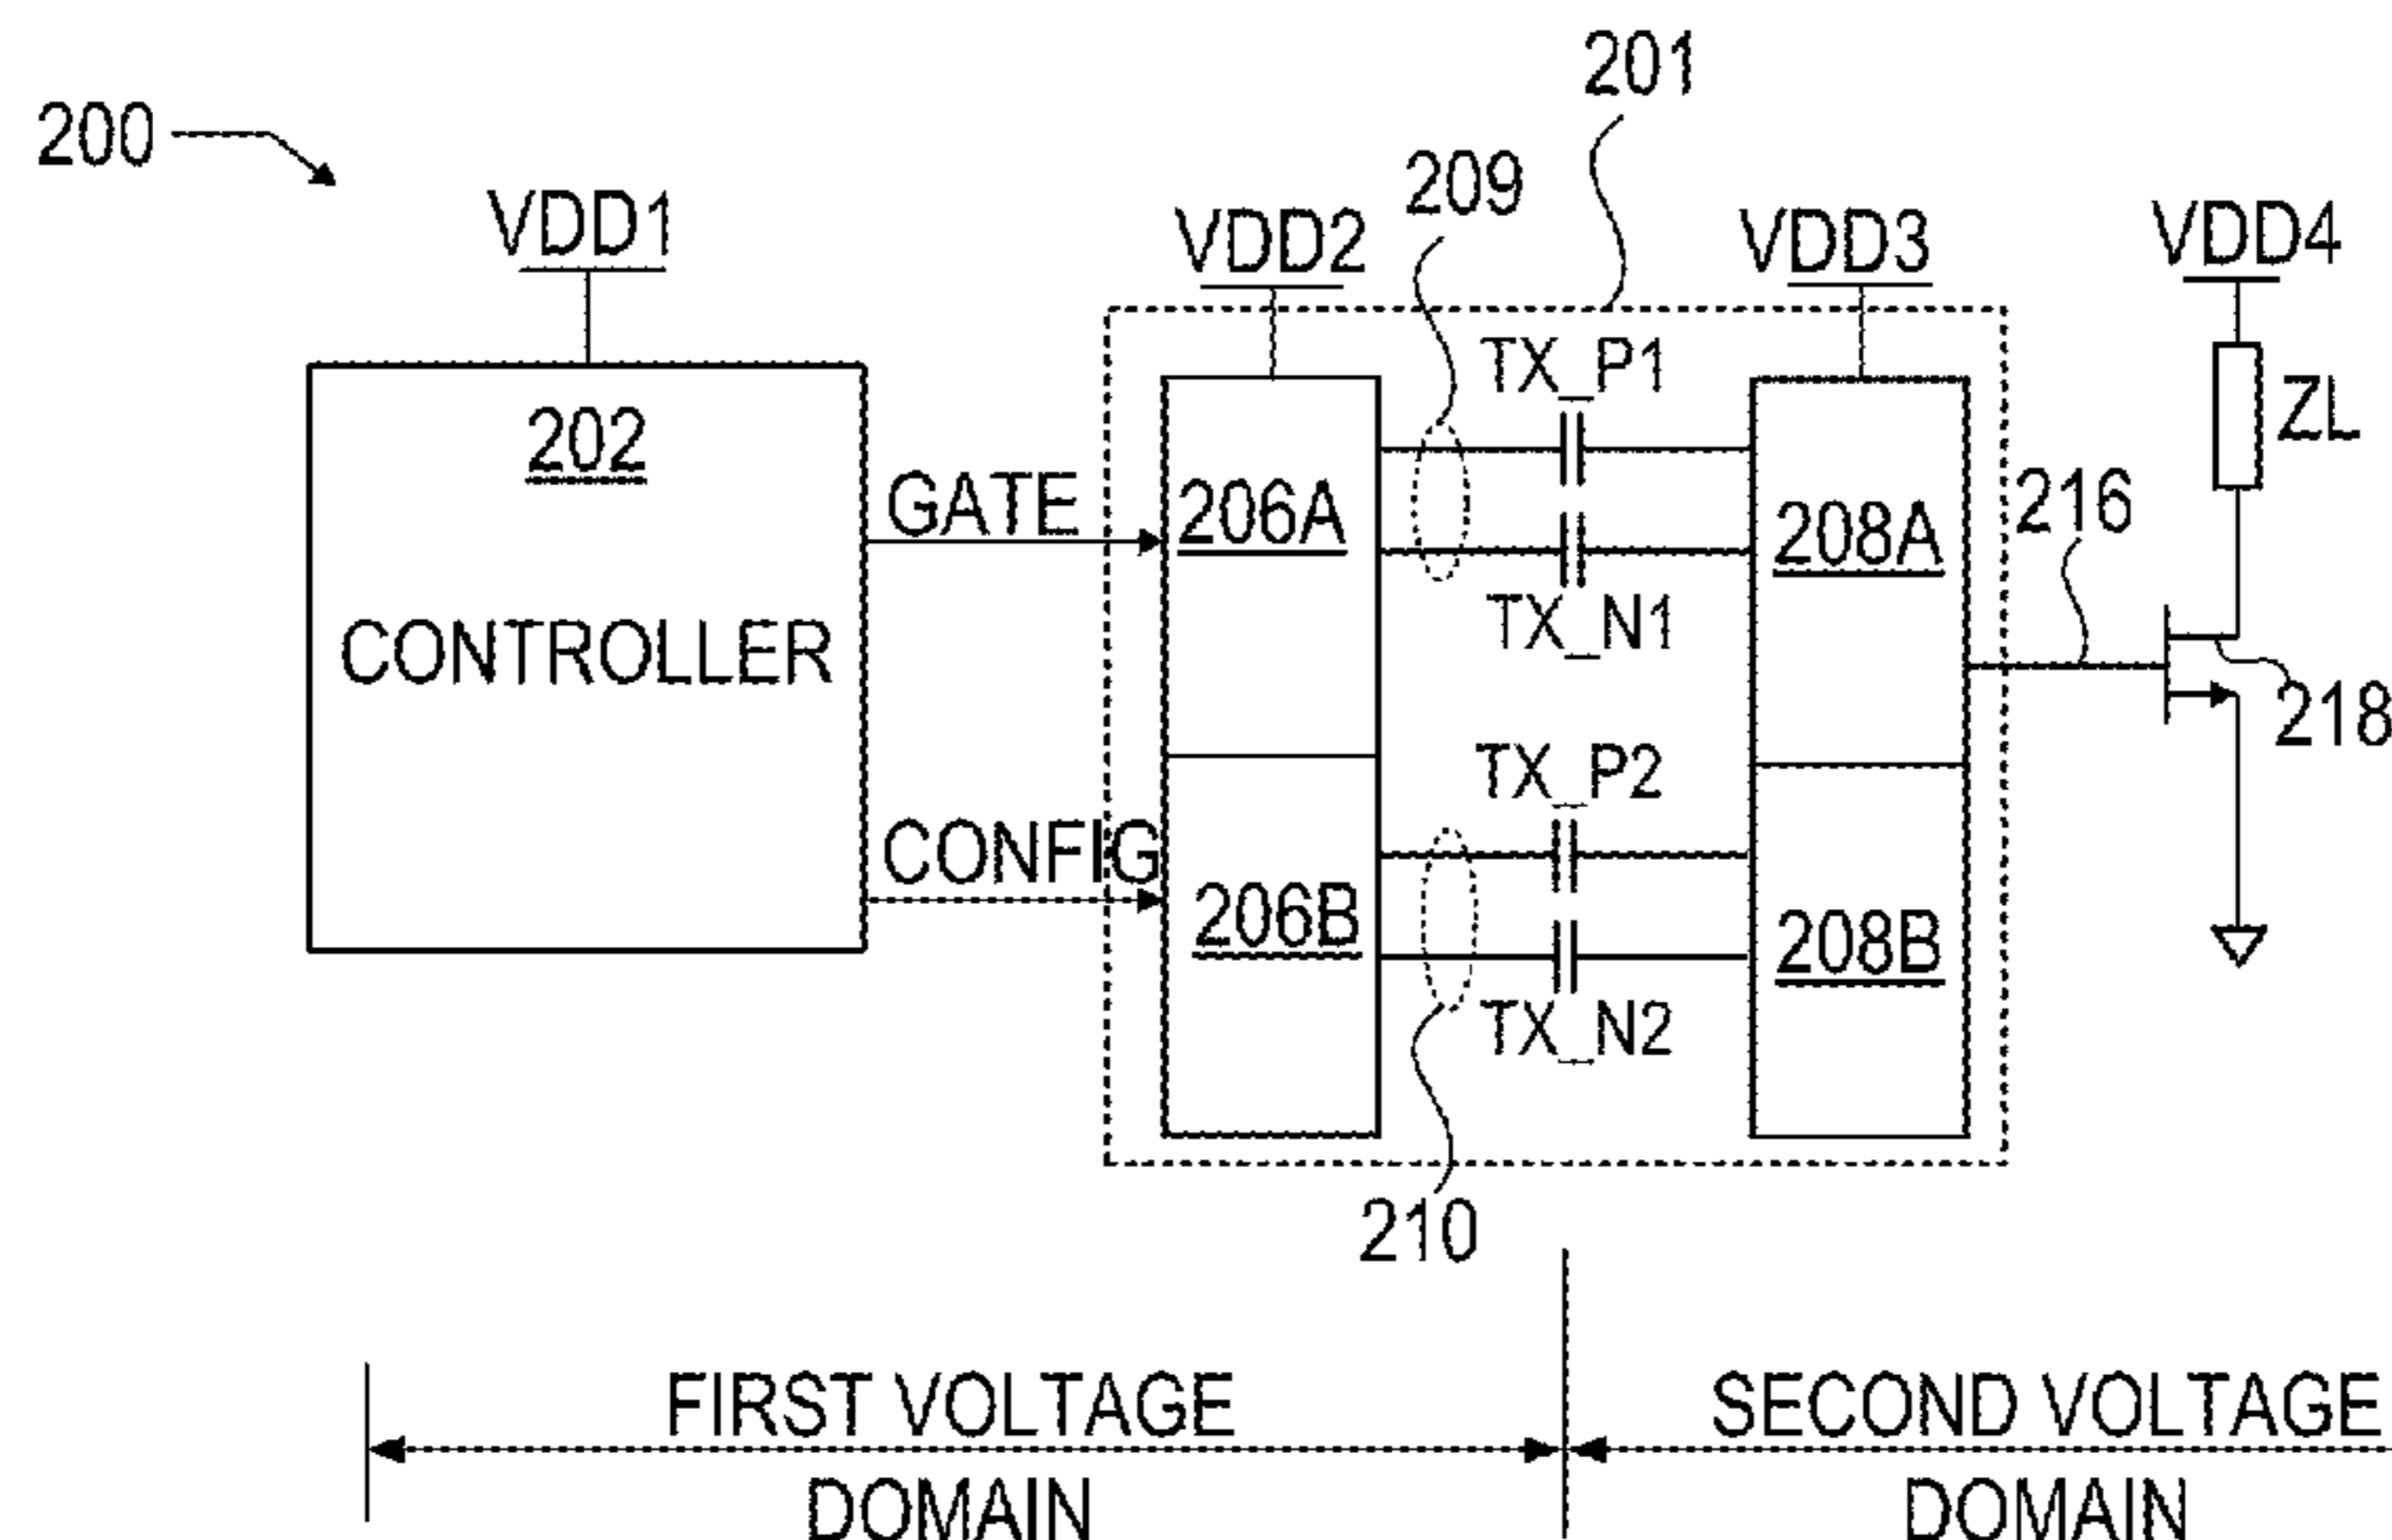 201
200
209
VDD1
VDD2
VDD3
VDD4
TX_P1
202
ZL
GATE
206A
208A
216
TX_N1
CONTROLLER
218
TX_P2
CONFIG
206B
208B
TX_N2
210
FIRST VOLTAGE
DOMAIN
SECOND VOLTAGE
DOMAIN